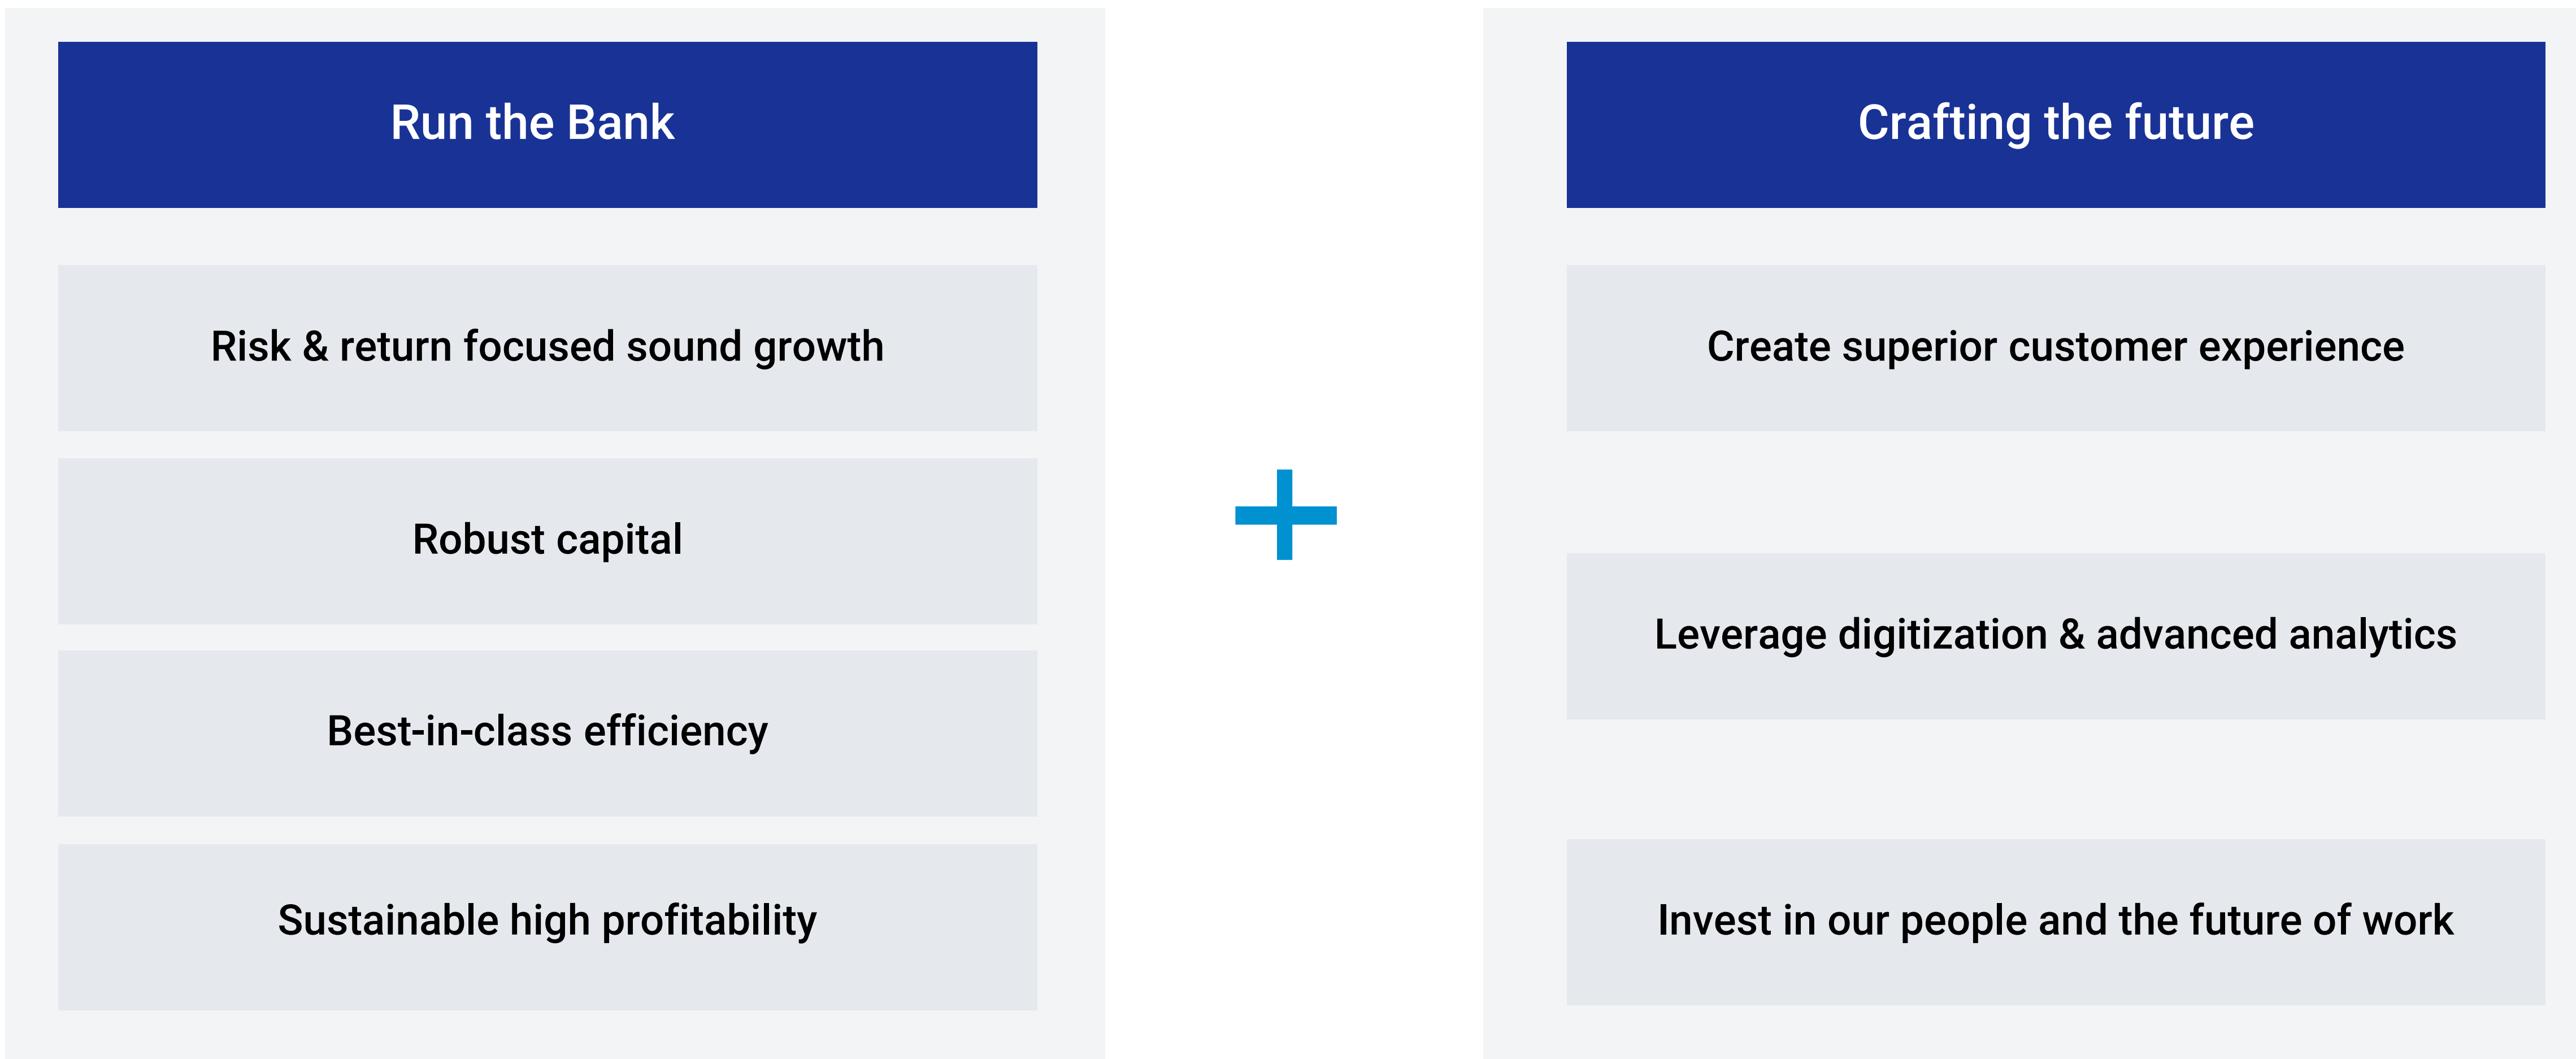 Run the Bank
Risk & return focused sound growth
Robust capital
Best-in-class efficiency
Sustainable high profitability
+
Crafting the future
Create superior customer experience
Leverage digitization & advanced analytics
Invest in our people and the future of work